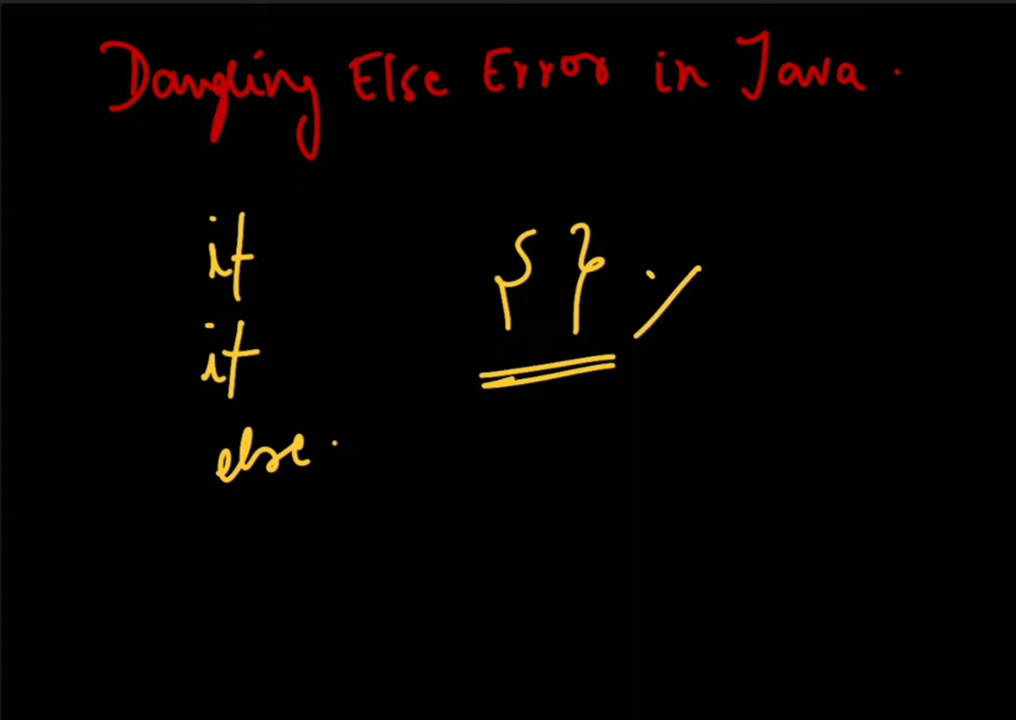 Dangling Else Error in Java.
if
if
else.